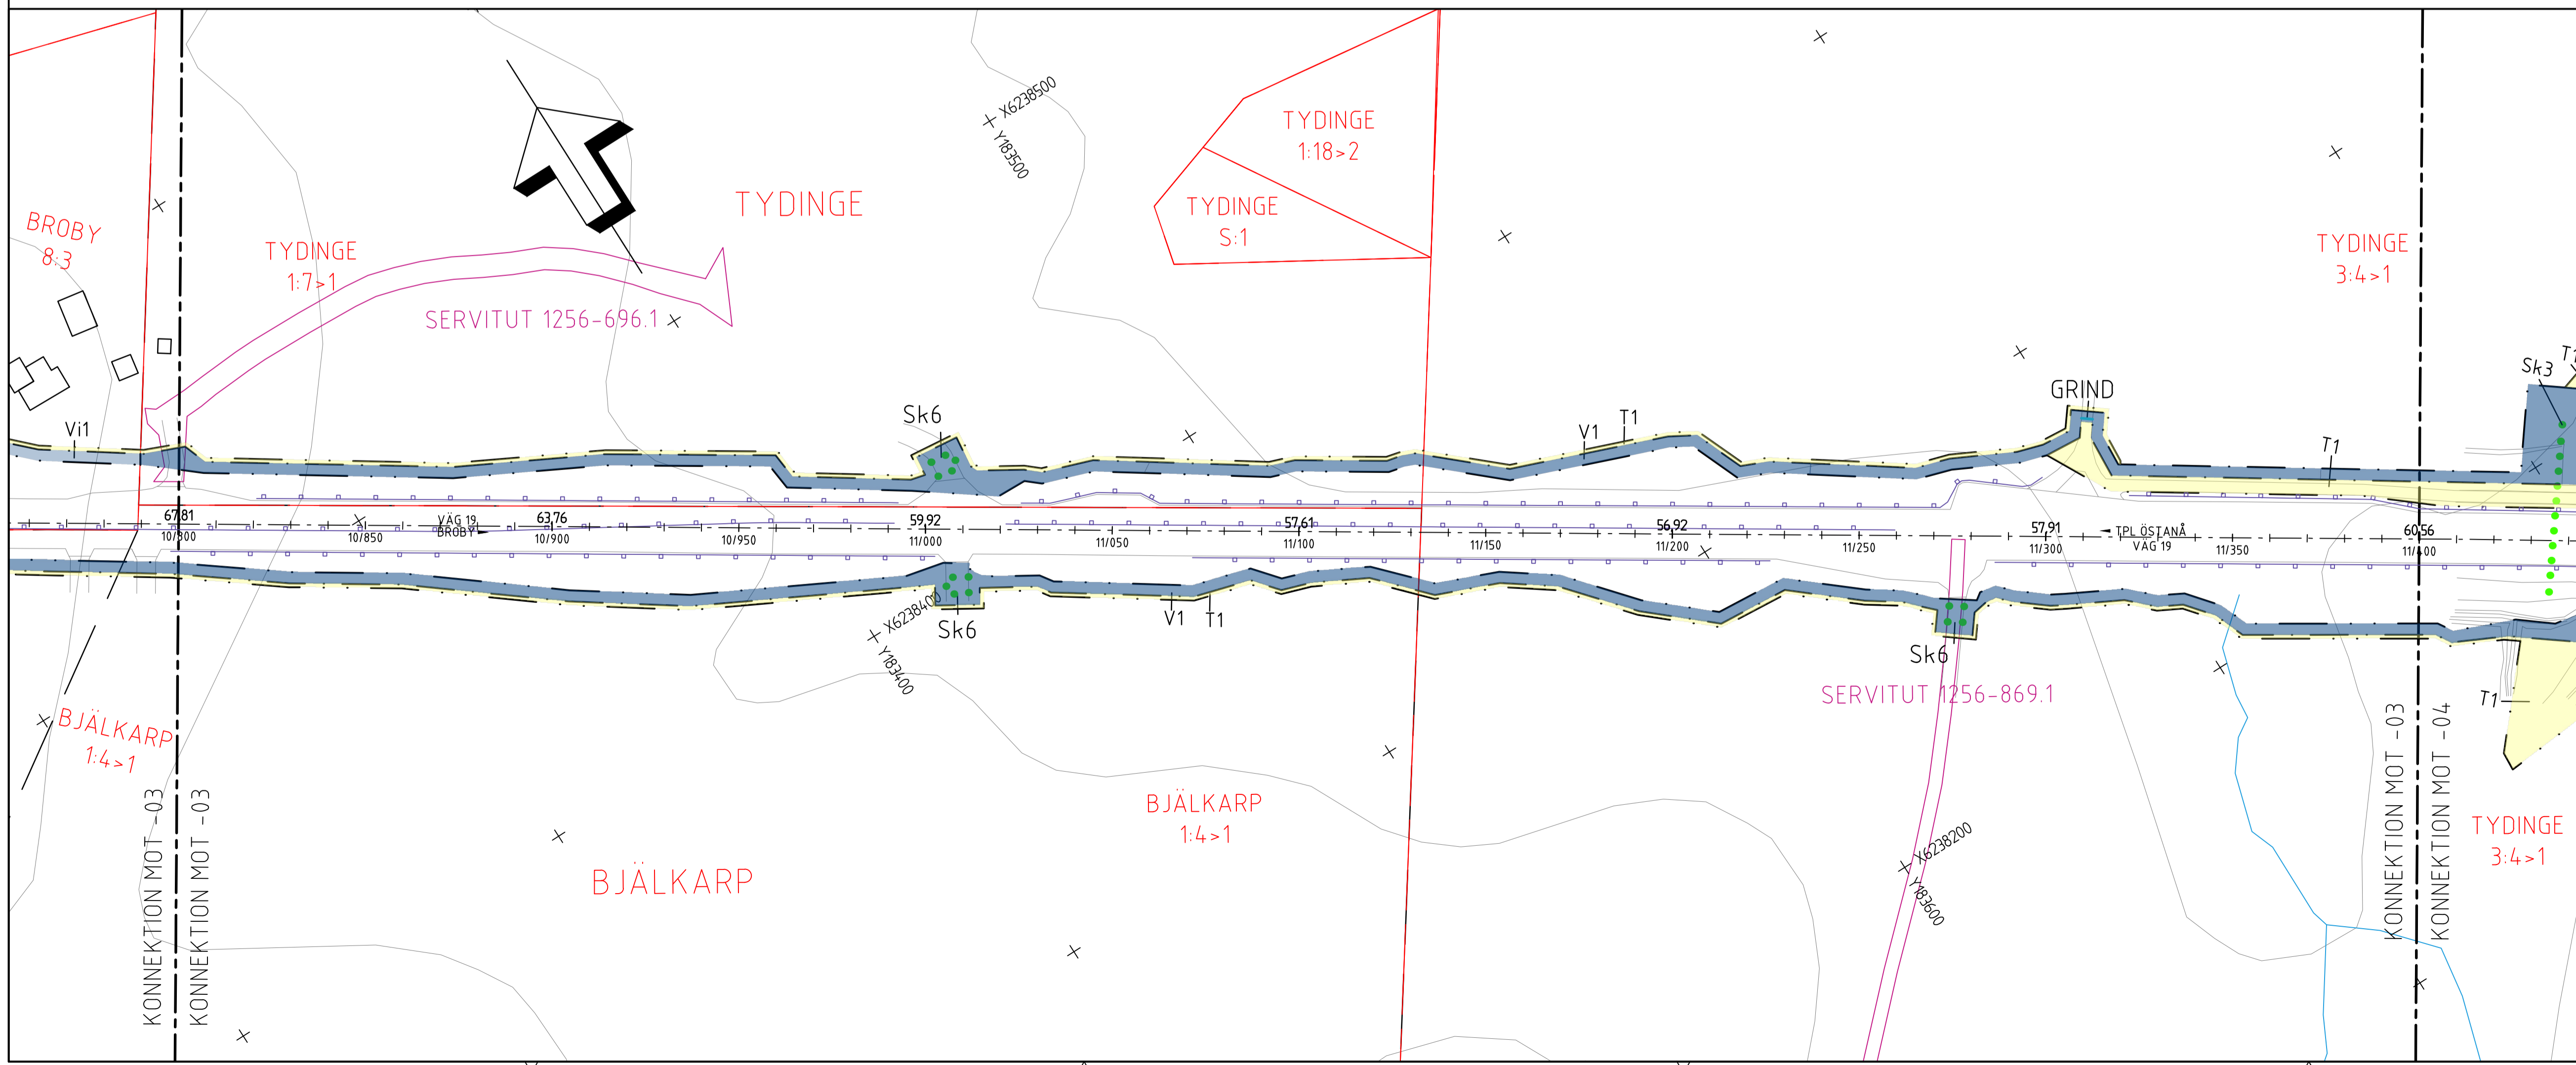 X6238500
Y183500
TYDINGE
1:18>2
TYDINGE
S:1
TYDINGE
BROBY
8:3
TYDINGE
1:7>1
TYDINGE
3:4>1
SERVITUT 1256-696.1
Vi1
Sk6
V1
T1
GRIND
T1
Sk3
T1
67,81
10/800
10/850
VÄG 19
BROBY
63,76
10/900
10/950
59,92
11/000
11/050
57,61
11/100
11/150
56,92
11/200
11/250
57,91
11/300
TPL ÖSTANÅ
VÄG 19
11/350
60,56
11/400
X6238400
Y183400
Sk6
V1
T1
Sk6
SERVITUT 1256-869.1
T1
BJÄLKARP
1:4>1
BJÄLKARP
1:4>1
BJÄLKARP
X6238200
Y183600
TYDINGE
3:4>1
KONNEKTION MOT -03
KONNEKTION MOT -03
KONNEKTION MOT -03
KONNEKTION MOT -04